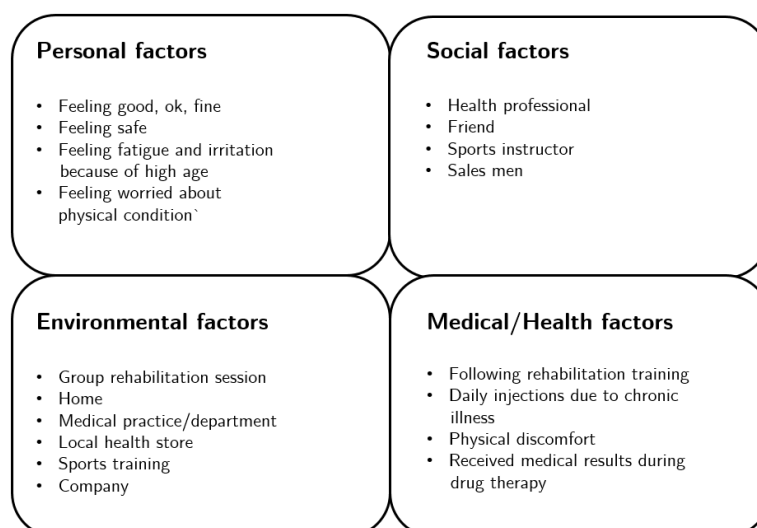 Personal factors
• Feeling good, ok, fine
• Feeling safe
• Feeling fatigue and irritation
because of high age
• Feeling worried about
physical condition`
Social factors
• Health professional
• Friend
• Sports instructor
• Sales men
Environmental factors
• Group rehabilitation session
• Home
• Medical practice/department
• Local health store
• Sports training
• Company
Medical/Health factors
• Following rehabilitation training
• Daily injections due to chronic
illness
• Physical discomfort
• Received medical results during
drug therapy